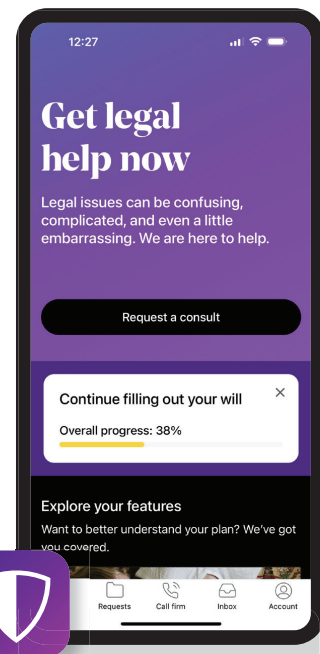 12:27
Get legal
help now
Legal issues can be confusing,
complicated, and even a little
embarrassing. We are here to help.
Request a consult
Continue filling out your will
Overall progress: 38%
Explore your features
Want to better understand your plan? We've got
you covered.
Requests Call firm Inbox Account